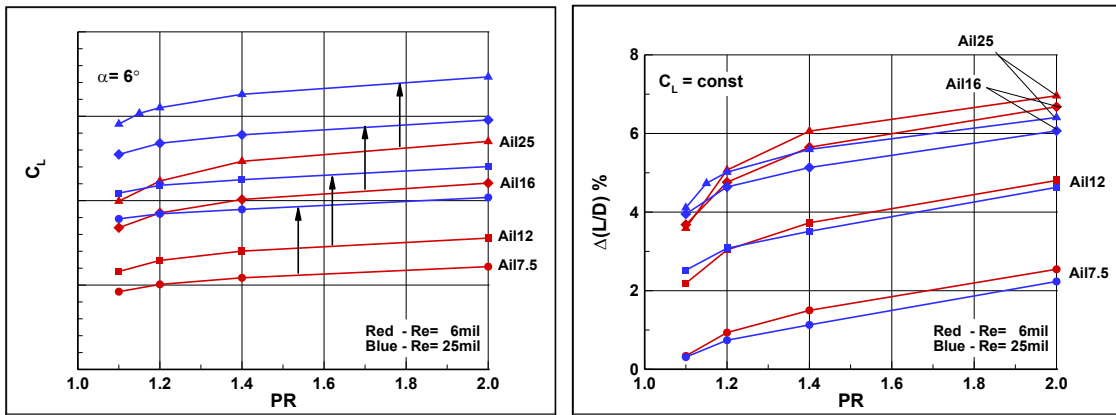 α= 6°
C_L
Ail25
Ail16
Ail12
Ail7.5
Red - Re= 6mil
Blue - Re= 25mil
1.0 1.2 1.4 1.6 1.8 2.0
PR
Ail25
Ail16
C_L = const
8
6
4
2
0
Δ(L/D) %
Ail12
Ail7.5
Red - Re= 6mil
Blue - Re= 25mil
1.0 1.2 1.4 1.6 1.8 2.0
PR